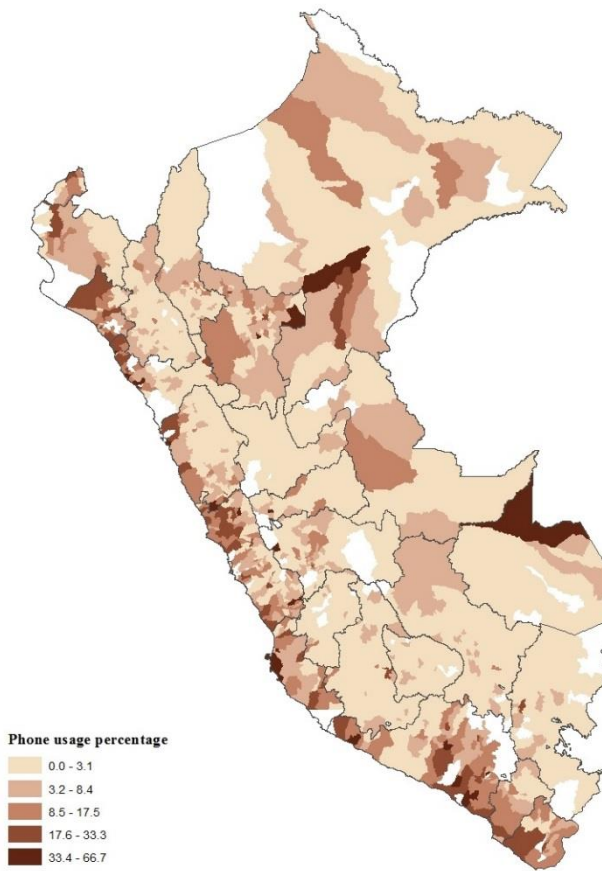 Phone usage percentage
0.0 - 3.1
3.2 - 8.4
8.5 - 17.5
17.6 - 33.3
33.4 - 66.7